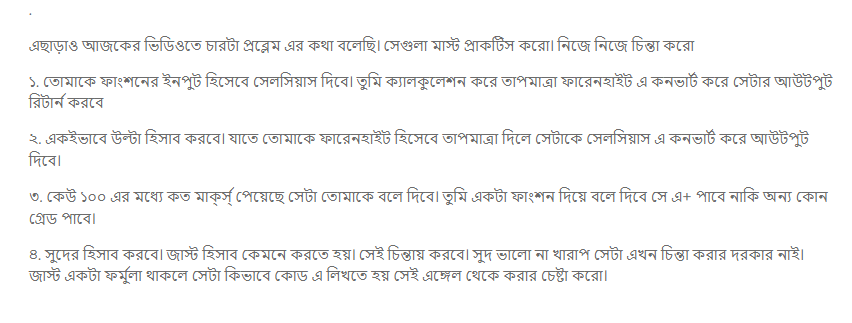 .
এছাড়াও আজকের ভিডিওতে চারটা প্রব্লেম এর কথা বলেছি। সেগুলা মাস্ট প্রাকটিস করো। নিজে নিজে চিন্তা করো
১. তোমাকে ফাংশনের ইনপুট হিসেবে সেলসিয়াস দিবে। তুমি ক্যালকুলেশন করে তাপমাত্রা ফারেনহাইট এ কনভার্ট করে সেটার আউটপুট
রিটার্ন করবে
২. একইভাবে উল্টা হিসাব করবে। যাতে তোমাকে ফারেনহাইট হিসেবে তাপমাত্রা দিলে সেটাকে সেলসিয়াস এ কনভার্ট করে আউটপুট
দিবে।
৩. কেউ ১০০ এর মধ্যে কত মার্ক্স্ পেয়েছে সেটা তোমাকে বলে দিবে। তুমি একটা ফাংশন দিয়ে বলে দিবে সে এ+ পাবে নাকি অন্য কোন
গ্রেড পাবে।
৪. সুদের হিসাব করবে। জাস্ট হিসাব কেমনে করতে হয়। সেই চিন্তায় করবে। সুদ ভালো না খারাপ সেটা এখন চিন্তা করার দরকার নাই।
জাস্ট একটা ফর্মুলা থাকলে সেটা কিভাবে কোড এ লিখতে হয় সেই এঙ্গেল থেকে করার চেষ্টা করো।